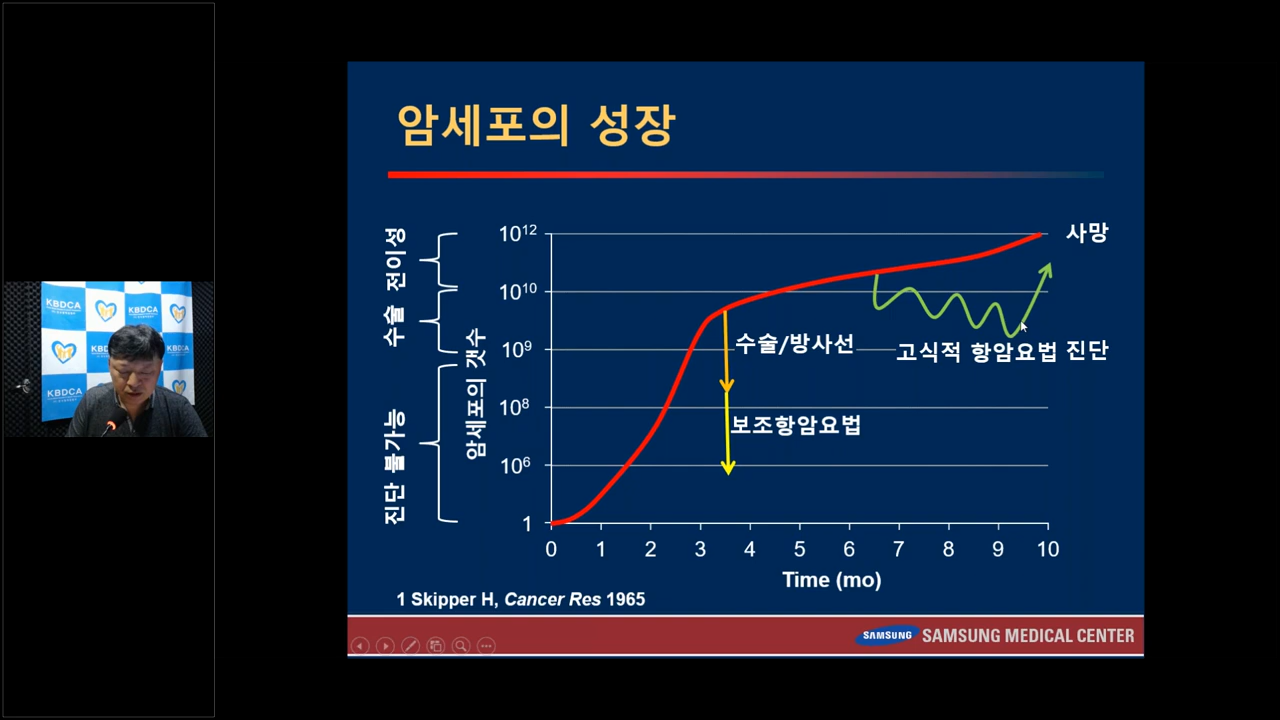 암세포의 성장
전이성
수술
진단 불가능
암세포의 갯수
10¹²
10¹⁰
10⁹
10⁸
10⁶
1
사망
수술/방사선
고식적 항암요법 진단
보조항암요법
0 1 2 3 4 5 6 7 8 9 10
Time (mo)
1 Skipper H, Cancer Res 1965
SAMSUNG SAMSUNG MEDICAL CENTER
KBDCA
KBDCA
KBDCA
KBDCA